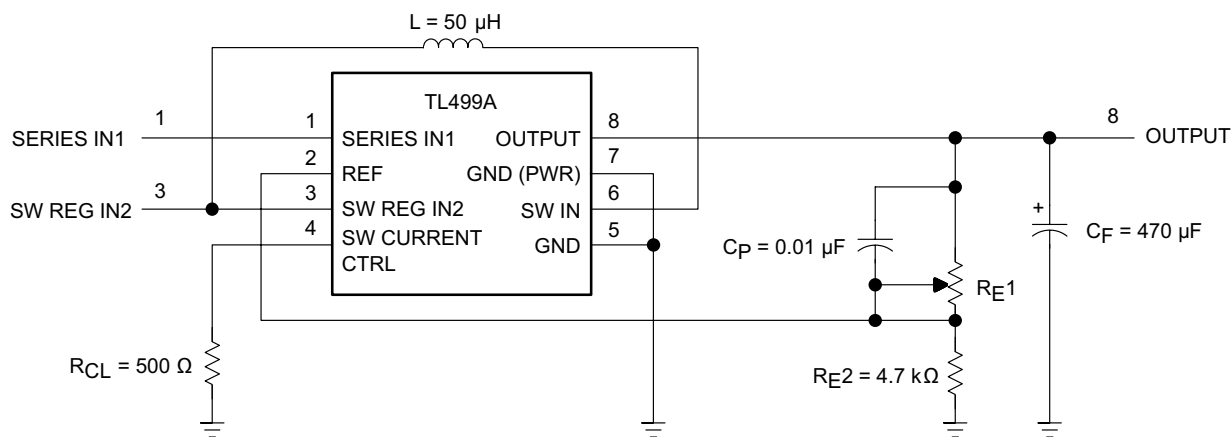 L = 50 μH
TL499A
1
SERIES IN1
1
SERIES IN1
OUTPUT
8
8
OUTPUT
2
REF
GND (PWR)
7
3
SW REG IN2
3
SW REG IN2
SW IN
6
4
SW CURRENT
CTRL
GND
5
CP = 0.01 μF
+
CF = 470 μF
RE1
RCL = 500 Ω
RE2 = 4.7 kΩ